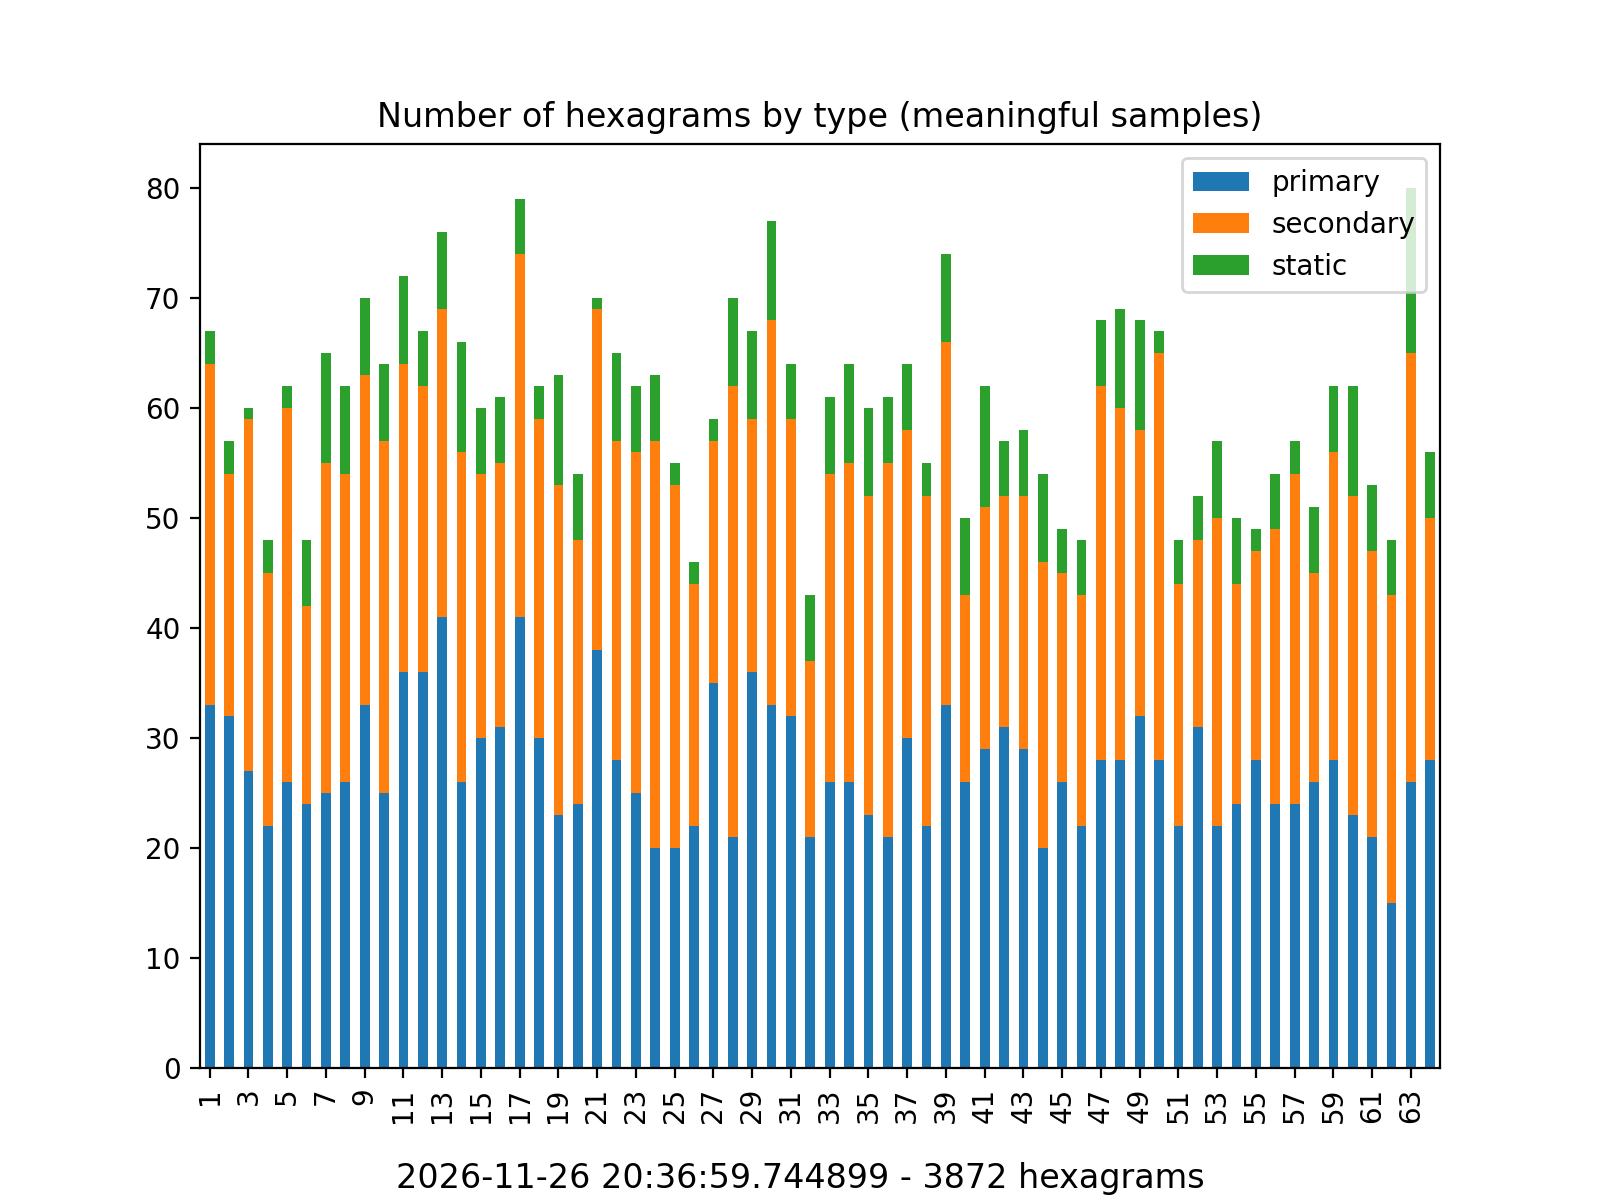 Number of hexagrams by type (meaningful samples)
primary
secondary
static
80
70
60
50
40
30
20
10
0
1 3 5 7 9 11 13 15 17 19 21 23 25 27 29 31 33 35 37 39 41 43 45 47 49 51 53 55 57 59 61 63
2026-11-26 20:36:59.744899 - 3872 hexagrams